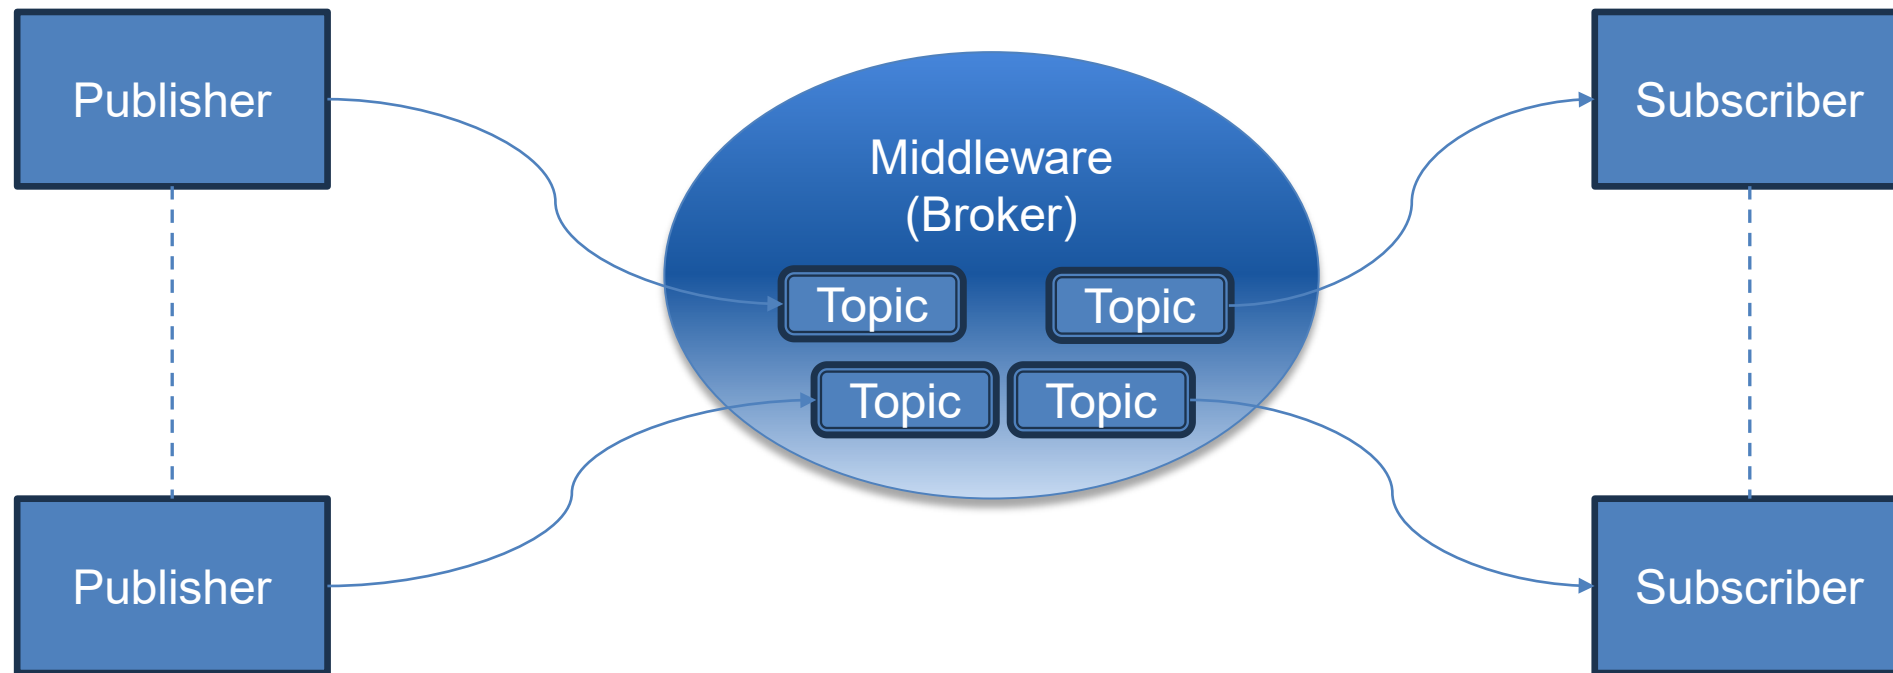 Publisher
Subscriber
Middleware
(Broker)
Topic
Topic
Topic
Topic
Publisher
Subscriber